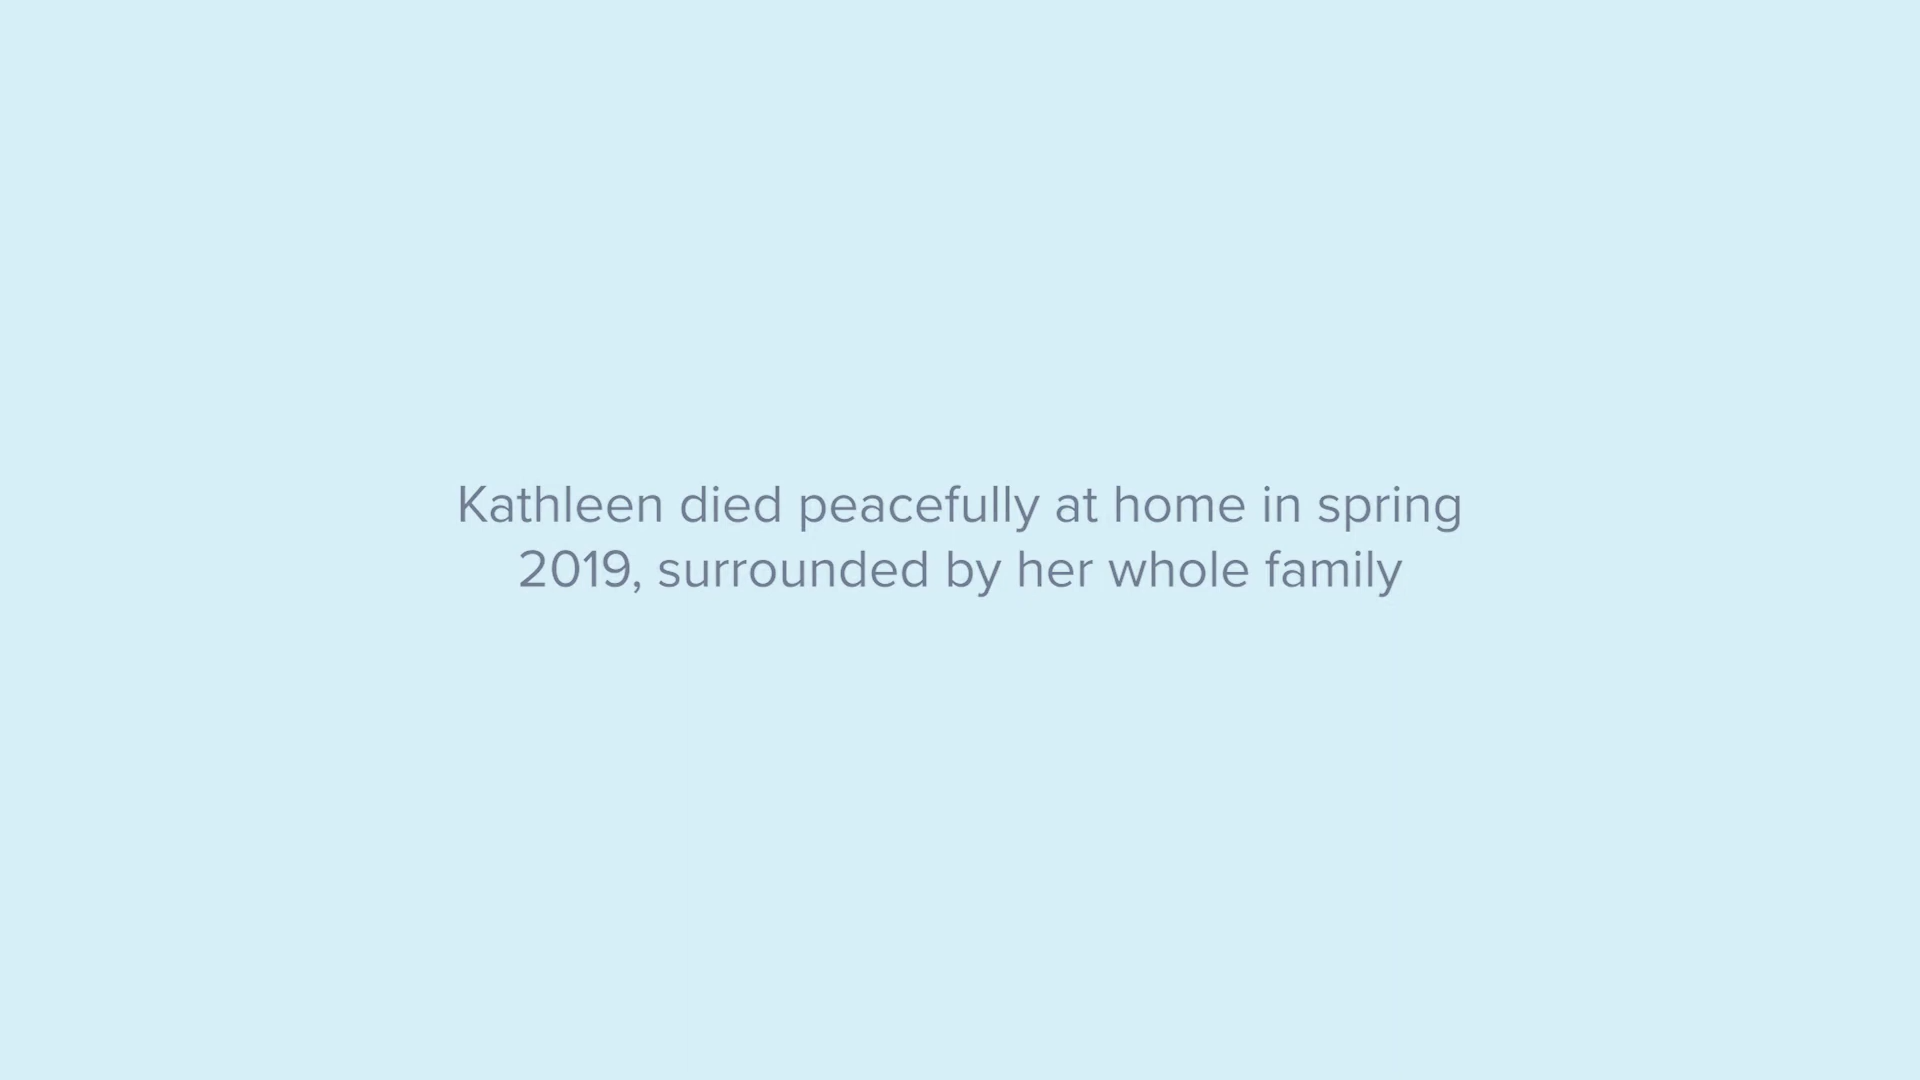 Kathleen died peacefully at home in spring
2019, surrounded by her whole family